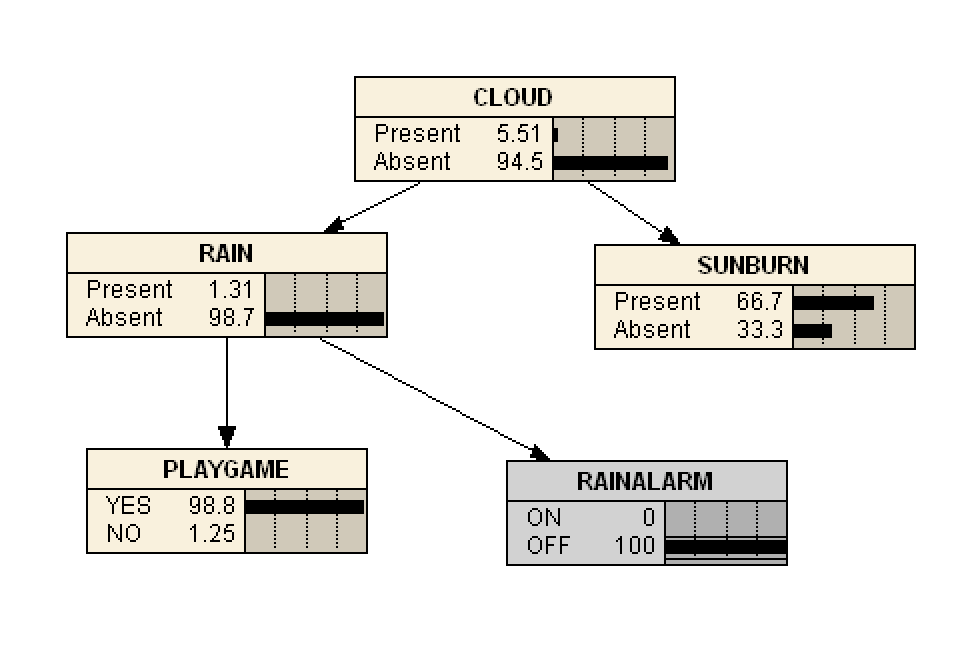 CLOUD
Present 5.51
Absent 94.5
RAIN
Present 1.31
Absent 98.7
SUNBURN
Present 66.7
Absent 33.3
PLAYGAME
YES 98.8
NO 1.25
RAINALARM
ON 0
OFF 100